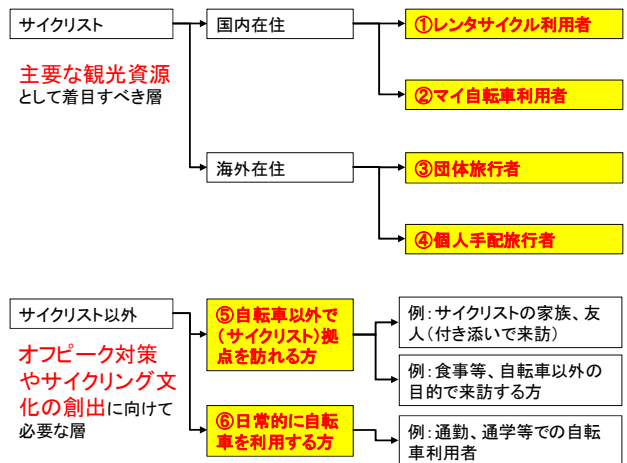 サイクリスト
国内在住
①レンタサイクル利用者
主要な観光資源
として着目すべき層
②マイ自転車利用者
海外在住
③団体旅行者
④個人手配旅行者
サイクリスト以外
⑤自転車以外で
（サイクリスト）拠
点を訪れる方
例：サイクリストの家族、友
人（付き添いで来訪）
オフピーク対策
やサイクリング文
化の創出に向けて
必要な層
例：食事等、自転車以外の
目的で来訪する方
⑥日常的に自転
車を利用する方
例：通勤、通学等での自転
車利用者